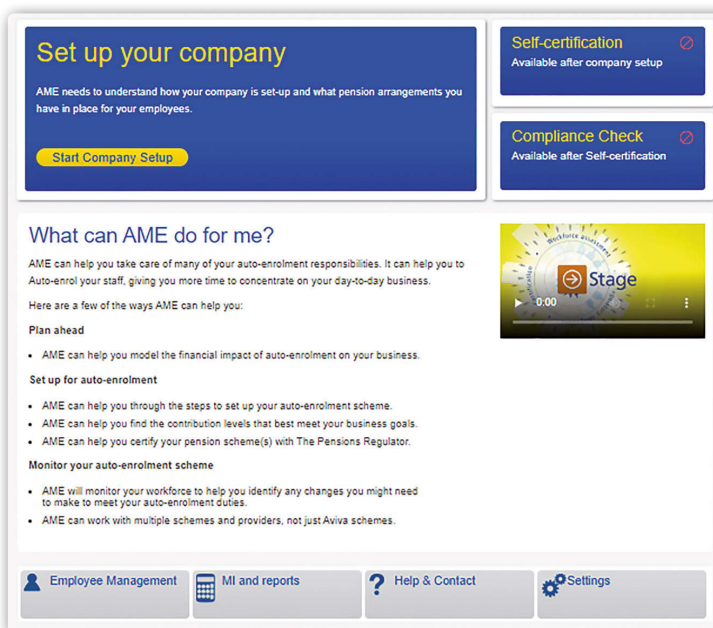 Set up your company
AME needs to understand how your company is set-up and what pension arrangements you
have in place for your employees.
Start Company Setup
Self-certification
Available after company setup
Compliance Check
Available after Self-certification
What can AME do for me?
AME can help you take care of many of your auto-enrolment responsibilities. It can help you to
Auto-enrol your staff, giving you more time to concentrate on your day-to-day business.
Here are a few of the ways AME can help you:
Plan ahead
• AME can help you model the financial impact of auto-enrolment on your business.
Set up for auto-enrolment
• AME can help you through the steps to set up your auto-enrolment scheme.
• AME can help you find the contribution levels that best meet your business goals.
• AME can help you certify your pension scheme(s) with The Pensions Regulator.
Monitor your auto-enrolment scheme
• AME will monitor your workforce to help you identify any changes you might need
to make to meet your auto-enrolment duties.
• AME can work with multiple schemes and providers, not just Aviva schemes.
Workforce assessment
Stage
0:00
Employee Management
MI and reports
Help & Contact
Settings